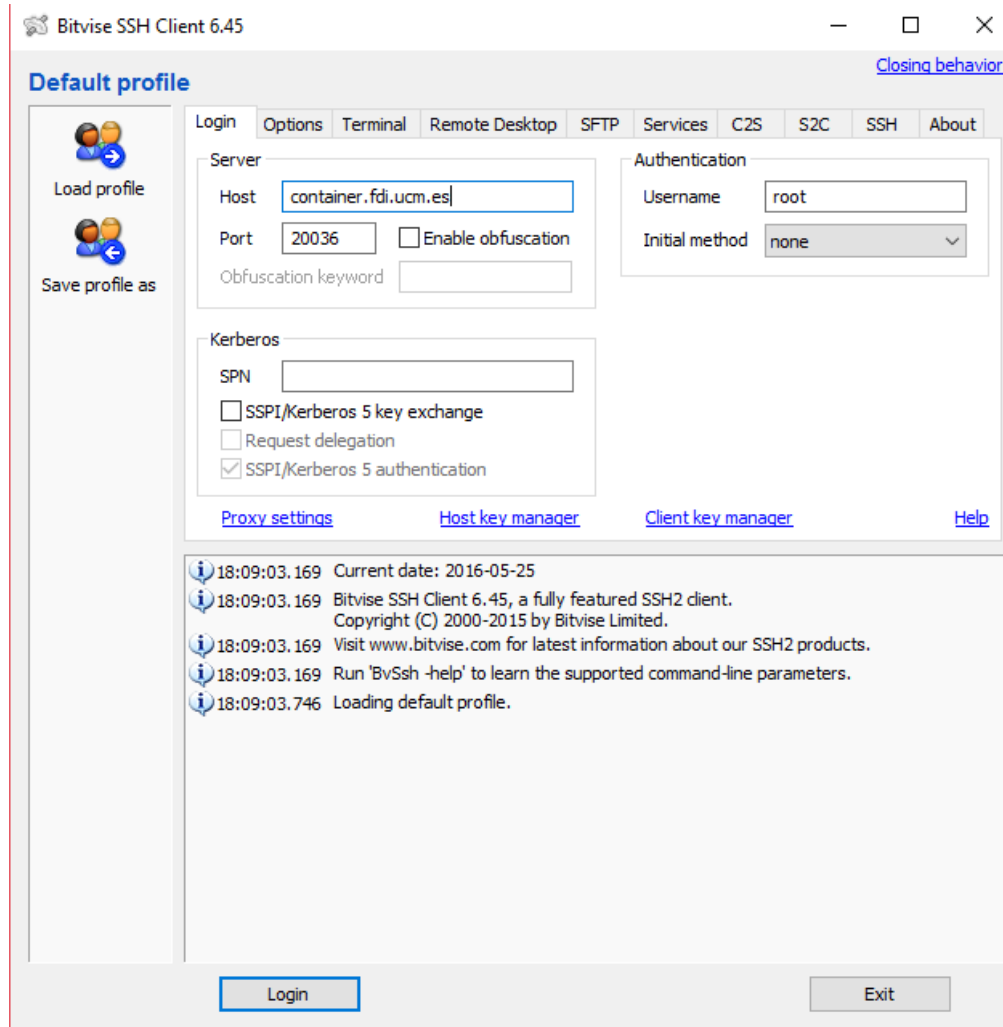 Bitvise SSH Client 6.45
Closing behavior
Default profile
Load profile
Save profile as
Login Options Terminal Remote Desktop SFTP Services C2S S2C SSH About
Server
Host container.fdi.ucm.es
Port 20036 Enable obfuscation
Obfuscation keyword
Authentication
Username root
Initial method none
Kerberos
SPN
SSPI/Kerberos 5 key exchange
Request delegation
SSPI/Kerberos 5 authentication
Proxy settings Host key manager Client key manager Help
18:09:03.169 Current date: 2016-05-25
18:09:03.169 Bitvise SSH Client 6.45, a fully featured SSH2 client.
Copyright (C) 2000-2015 by Bitvise Limited.
18:09:03.169 Visit www.bitvise.com for latest information about our SSH2 products.
18:09:03.169 Run 'BvSsh -help' to learn the supported command-line parameters.
18:09:03.746 Loading default profile.
Login Exit